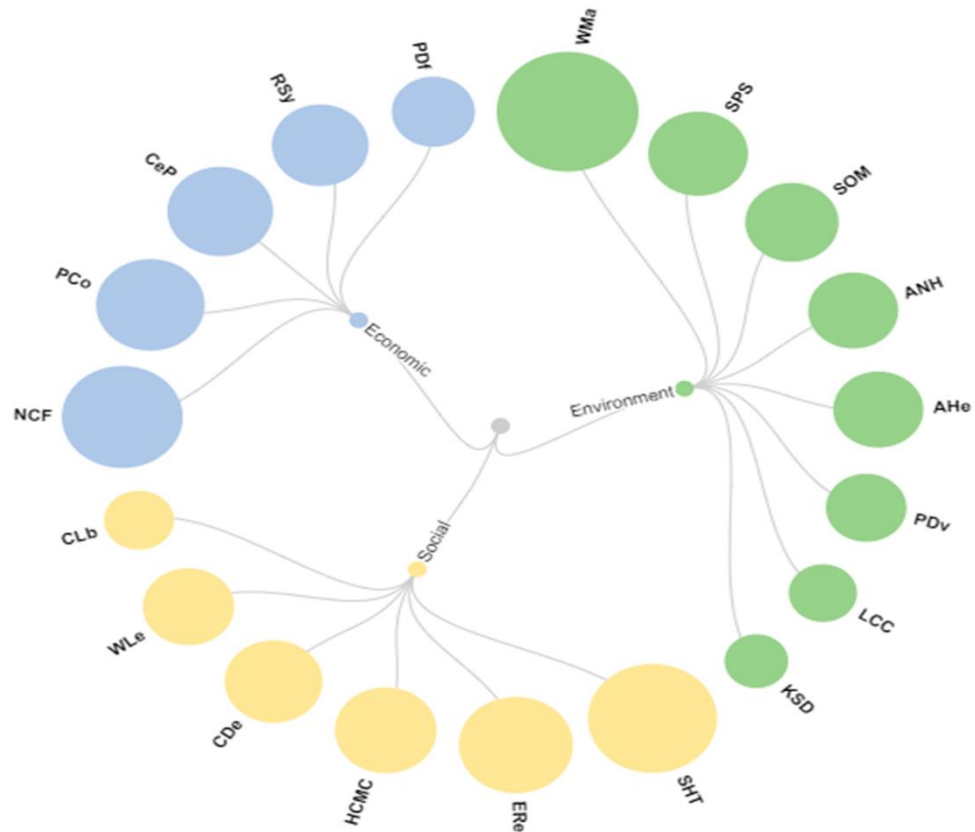 WMa
SPS
SOM
ANH
AHe
PDv
LCC
KSD
SHT
ERe
HCMC
CDe
WLe
CLb
NCF
PCo
CeP
RSy
PDf
Economic
Environment
Social